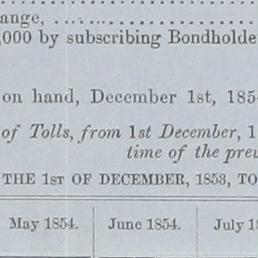 ange, ...........................
,000 by subscribing Bondholde
on hand, December 1st, 185
of Tolls, from 1st December, 1
time of the prev
THE 1ST OF DECEMBER, 1853, TO
May 1854. June 1854. July 1